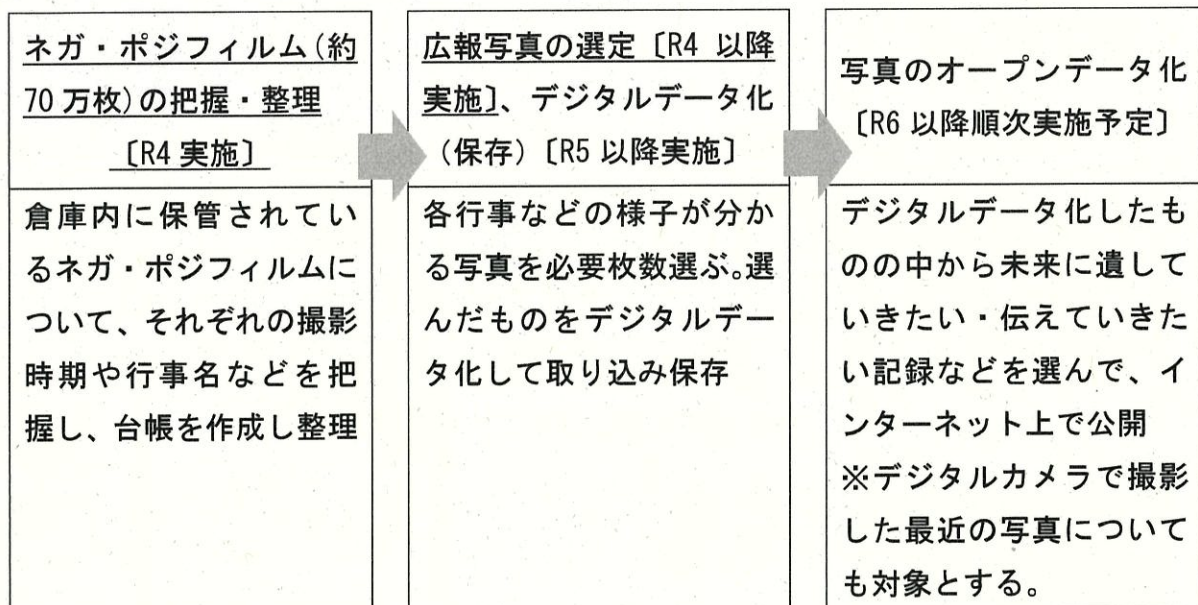 ネガ・ポジフィルム(約
70万枚)の把握・整理
〔R4実施〕
倉庫内に保管されてい
るネガ・ポジフィルムに
ついて、それぞれの撮影
時期や行事名などを把
握し、台帳を作成し整理
広報写真の選定〔R4 以降
実施〕、デジタルデータ化
(保存)〔R5以降実施〕
各行事などの様子が分か
る写真を必要枚数選ぶ。選
んだものをデジタルデー
タ化して取り込み保存
写真のオープンデータ化
〔R6以降順次実施予定〕
デジタルデータ化したも
のの中から未来に遺して
いきたい・伝えていきた
い記録などを選んで、イ
ンターネット上で公開
※デジタルカメラで撮影
した最近の写真について
も対象とする。